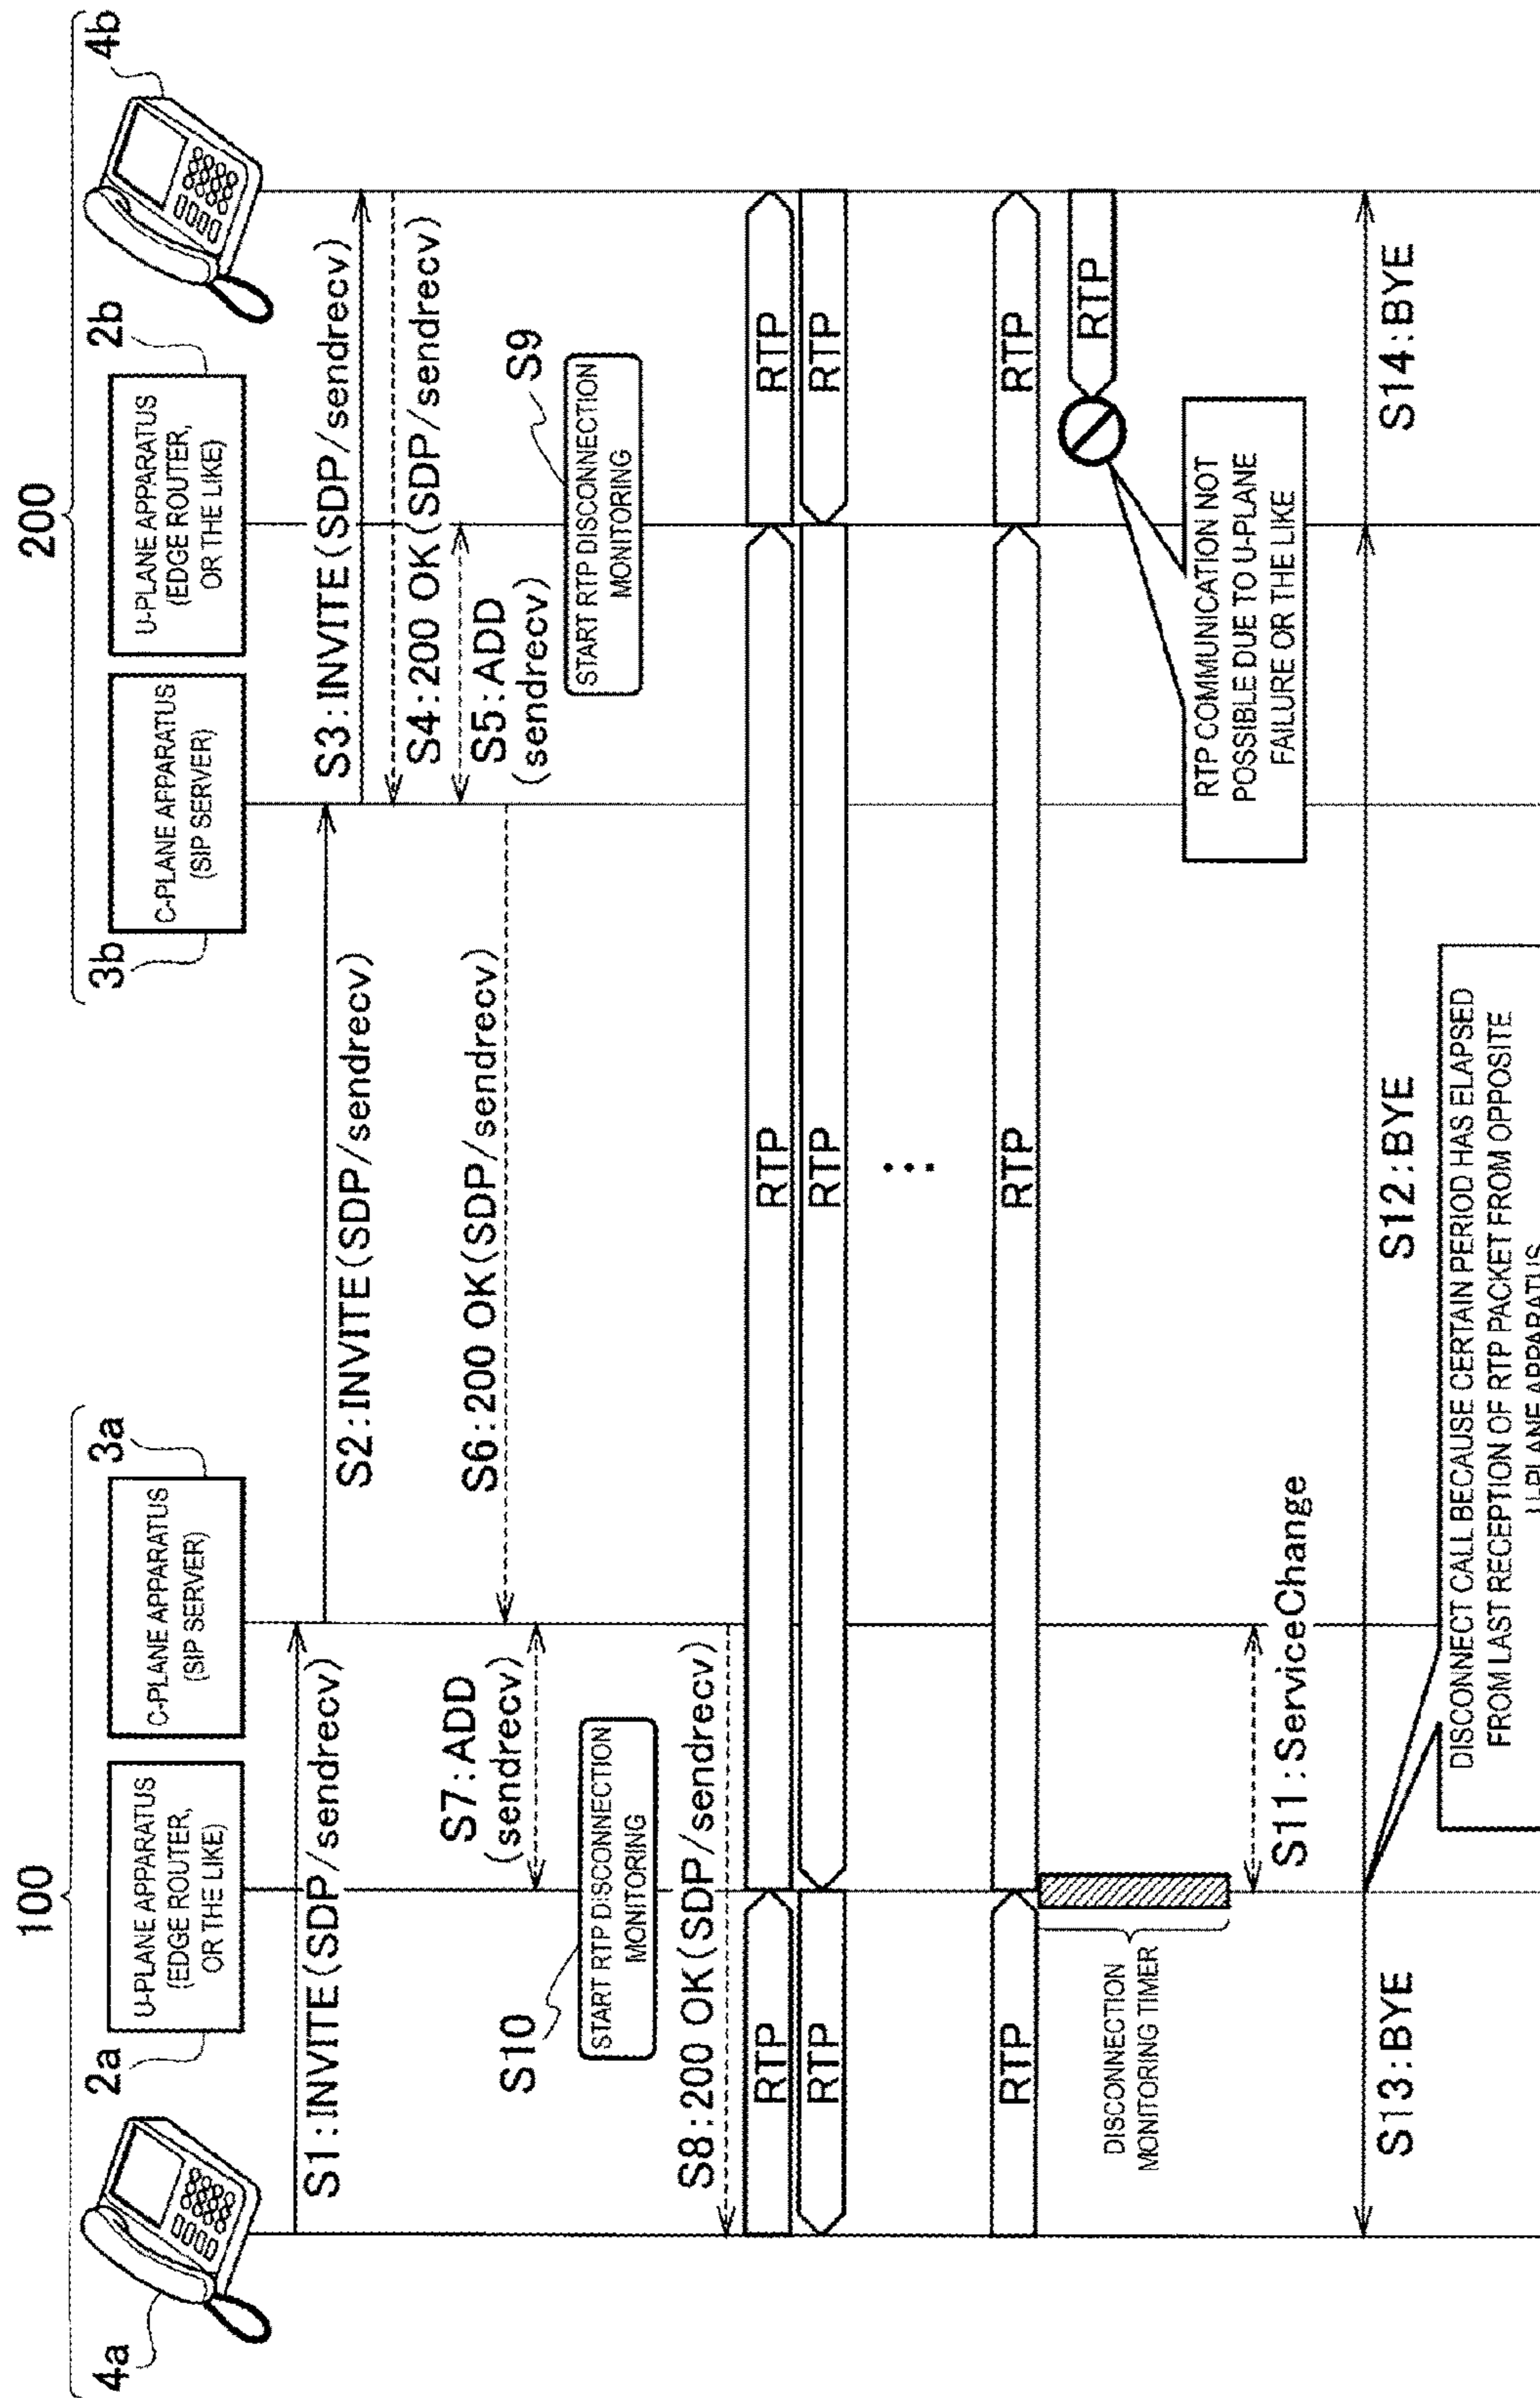 100
200
4a
2a
U-PLANE APPARATUS
(EDGE ROUTER,
OR THE LIKE)
C-PLANE APPARATUS
(SIP SERVER)
3a
3b
C-PLANE APPARATUS
(SIP SERVER)
U-PLANE APPARATUS
(EDGE ROUTER,
OR THE LIKE)
2b
4b
S1:INVITE(SDP/sendrecv)
S2:INVITE(SDP/sendrecv)
S3:INVITE(SDP/sendrecv)
S4:200 OK(SDP/sendrecv)
S5:ADD
(sendrecv)
S9
START RTP DISCONNECTION
MONITORING
S6:200 OK(SDP/sendrecv)
S7:ADD
(sendrecv)
S10
START RTP DISCONNECTION
MONITORING
S8:200 OK(SDP/sendrecv)
RTP
RTP
RTP
RTP
RTP
RTP
RTP
RTP
RTP
RTP
DISCONNECTION
MONITORING TIMER
RTP COMMUNICATION NOT
POSSIBLE DUE TO U-PLANE
FAILURE OR THE LIKE
S11:ServiceChange
S13:BYE
S12:BYE
S14:BYE
DISCONNECT CALL BECAUSE CERTAIN PERIOD HAS ELAPSED
FROM LAST RECEPTION OF RTP PACKET FROM OPPOSITE
U-PLANE APPARATUS